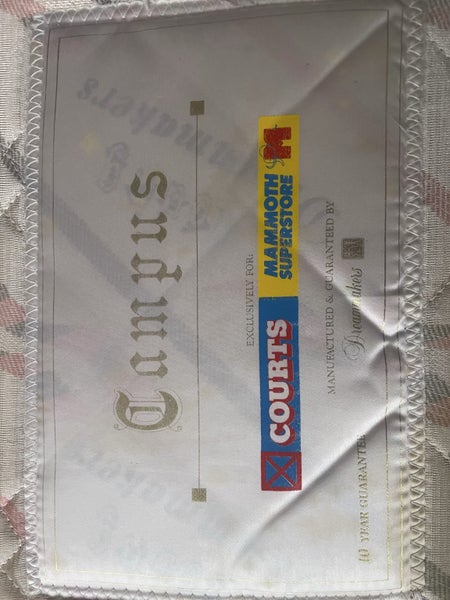 Campus
EXCLUSIVELY FOR:
COURTS MAMMOTH SUPERSTORE M
MANUFACTURED & GUARANTEED BY
Dreammakers
10 YEAR GUARANTEE